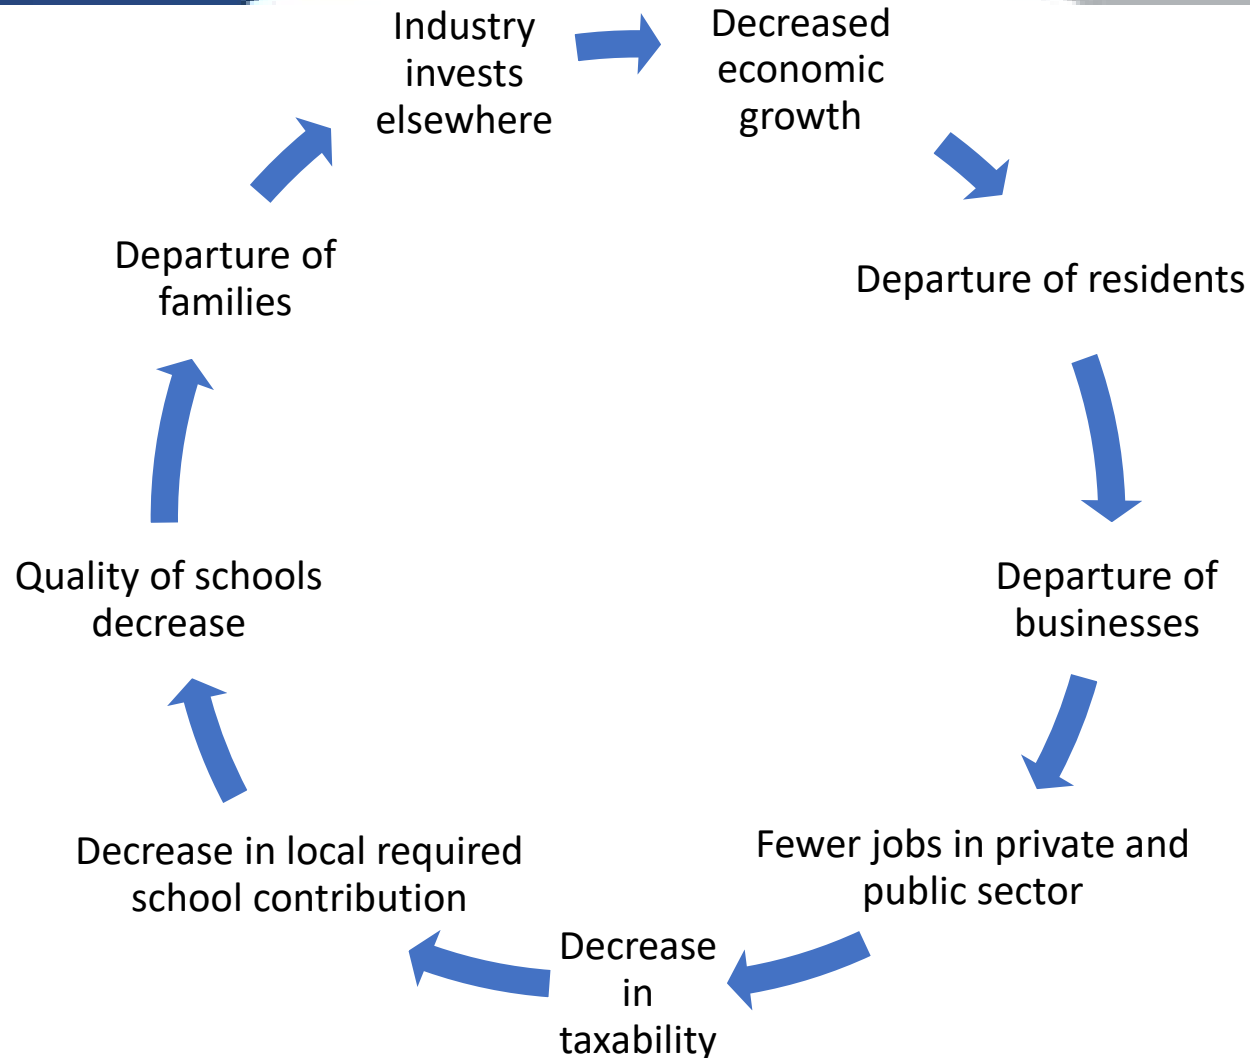 Industry
invests
elsewhere
Decreased
economic
growth
Departure of residents
Departure of
businesses
Fewer jobs in private and
public sector
Decrease
in
taxability
Decrease in local required
school contribution
Quality of schools
decrease
Departure of
families